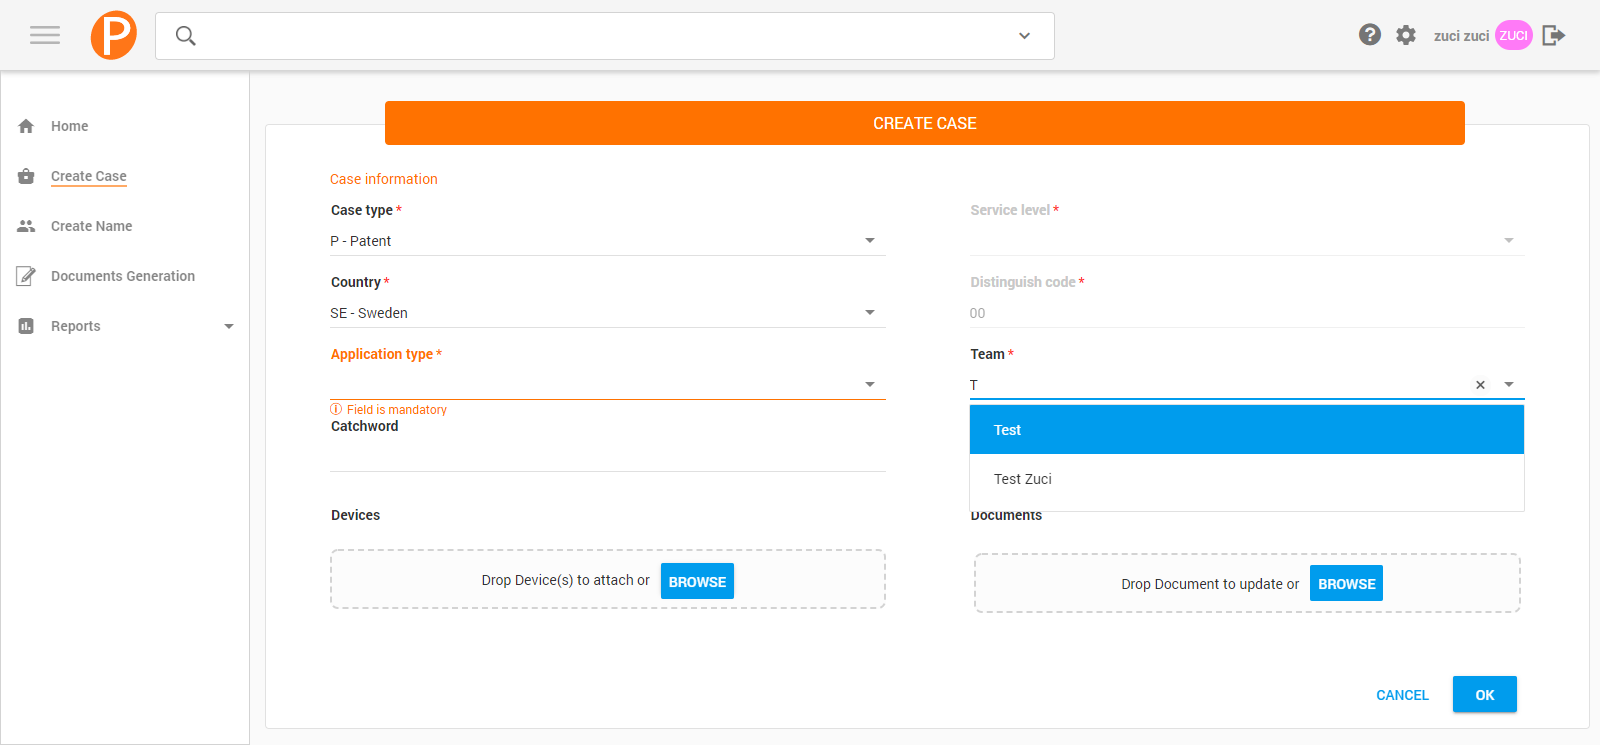 P
zuci zuci ZUCI
Home
Create Case
Create Name
Documents Generation
Reports
CREATE CASE
Case information
Case type *
P - Patent
Service level *
Country *
SE - Sweden
Distinguish code *
00
Application type *
Field is mandatory
Team *
T
Test
Test Zuci
Catchword
Devices
Drop Device(s) to attach or BROWSE
Documents
Drop Document to update or BROWSE
CANCEL OK